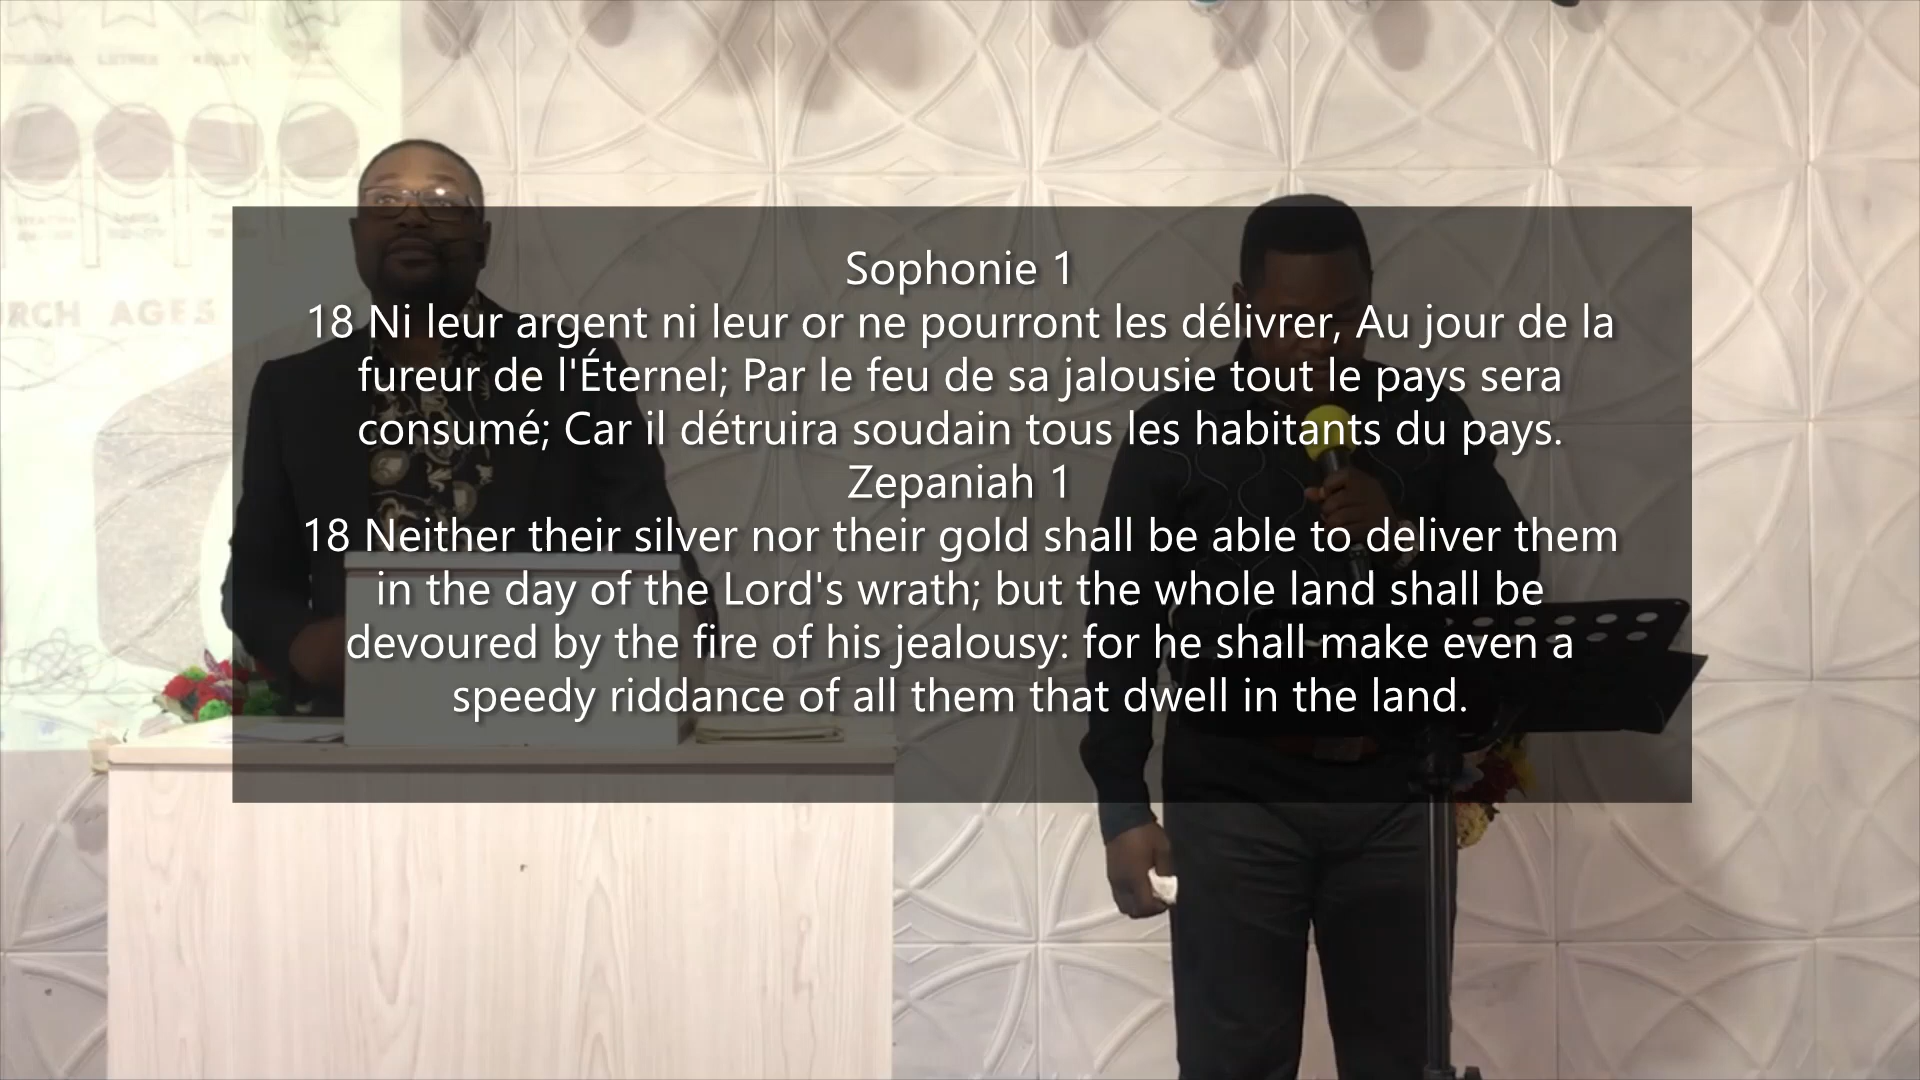 COLUMBA LUTHER WESLEY
CHURCH AGES
Sophonie 1
18 Ni leur argent ni leur or ne pourront les délivrer, Au jour de la
fureur de l'Éternel; Par le feu de sa jalousie tout le pays sera
consumé; Car il détruira soudain tous les habitants du pays.
Zepaniah 1
18 Neither their silver nor their gold shall be able to deliver them
in the day of the Lord's wrath; but the whole land shall be
devoured by the fire of his jealousy: for he shall make even a
speedy riddance of all them that dwell in the land.